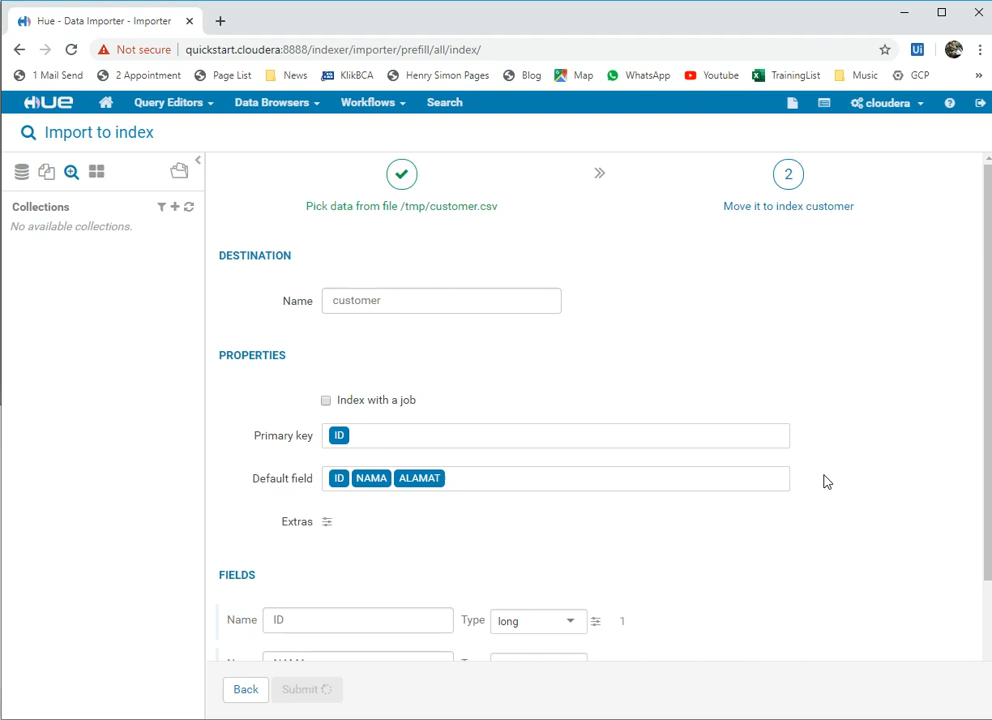 Hue - Data Importer - Importer
Not secure quickstart.cloudera:8888/indexer/importer/prefill/all/index/
Ui
1 Mail Send 2 Appointment Page List News KlikBCA Henry Simon Pages Blog Map WhatsApp Youtube TrainingList Music GCP »
HUE Query Editors Data Browsers Workflows Search cloudera
Import to index
2
Pick data from file /tmp/customer.csv Move it to index customer
Collections
No available collections.
DESTINATION
Name customer
PROPERTIES
Index with a job
Primary key ID
Default field ID NAMA ALAMAT
Extras
FIELDS
Name ID Type long 1
Back Submit